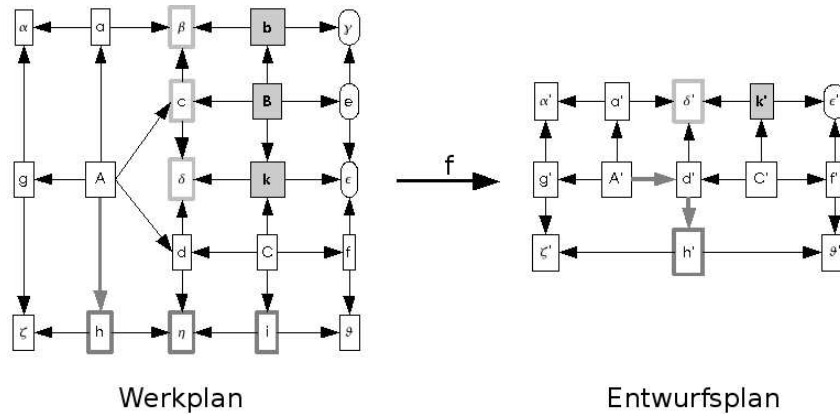 α a β b γ
c B e
α' a' δ' k' ϵ'
g A δ k ϵ
f
g' A' d' C' f'
d C f
ζ' h' ϑ'
ζ h η i ϑ
Werkplan Entwurfsplan